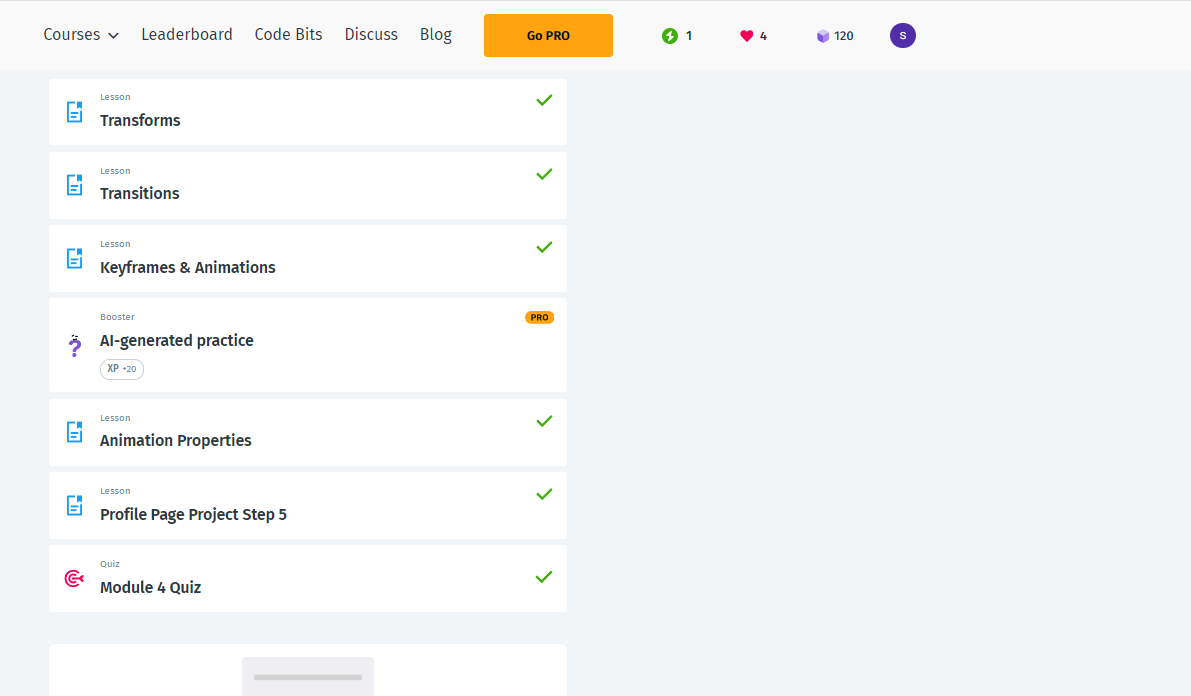 Courses Leaderboard Code Bits Discuss Blog Go PRO 1 4 120 S
Lesson
Transforms
Lesson
Transitions
Lesson
Keyframes & Animations
Booster PRO
AI-generated practice
XP +20
Lesson
Animation Properties
Lesson
Profile Page Project Step 5
Quiz
Module 4 Quiz